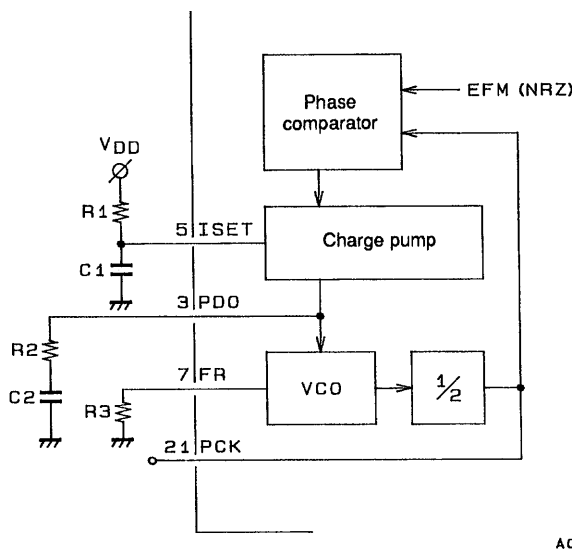 EFM (NRZ)
Phase
comparator
VDD
R1
5 ISET
Charge pump
C1
3 PDO
R2
7 FR
VCO
1/2
C2
R3
21 PCK